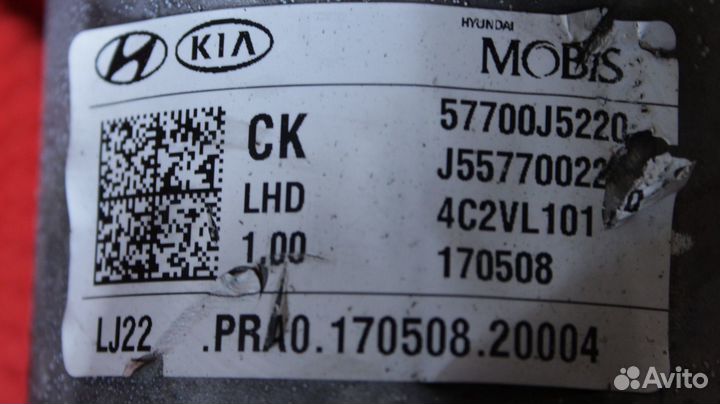 KIA
HYUNDAI
MOBIS
CK
57700J5220
J55770022
LHD
4C2VL101
1,00
170508
LJ22 .PRA0.170508.20004
Avito